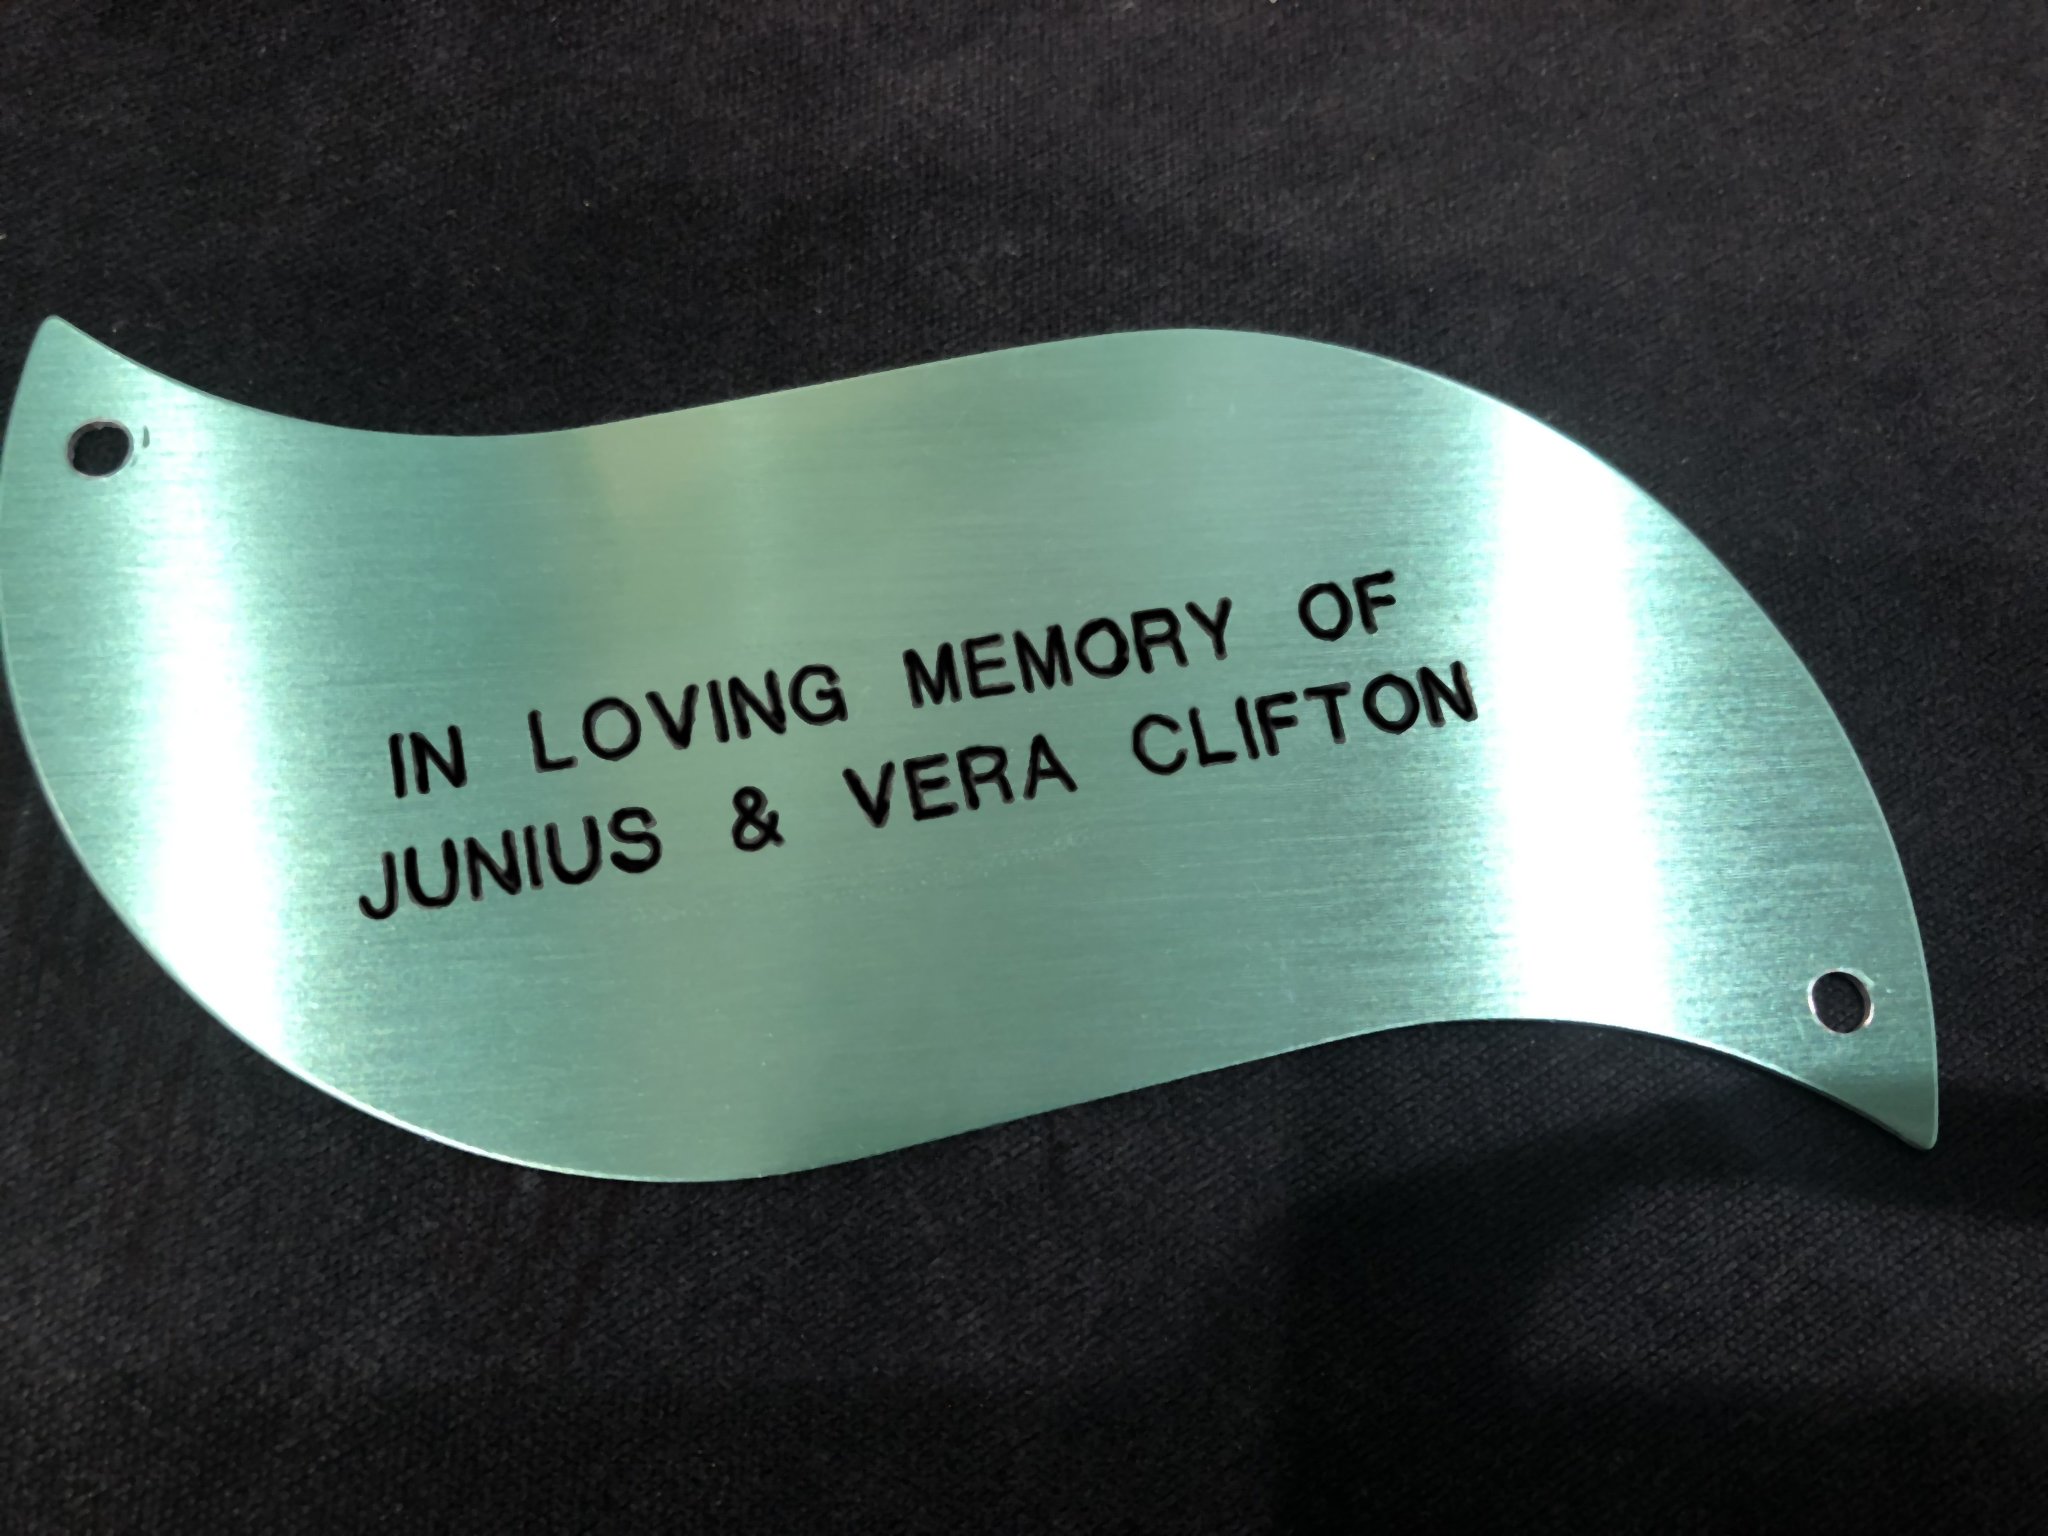 IN LOVING MEMORY OF
JUNIUS & VERA CLIFTON